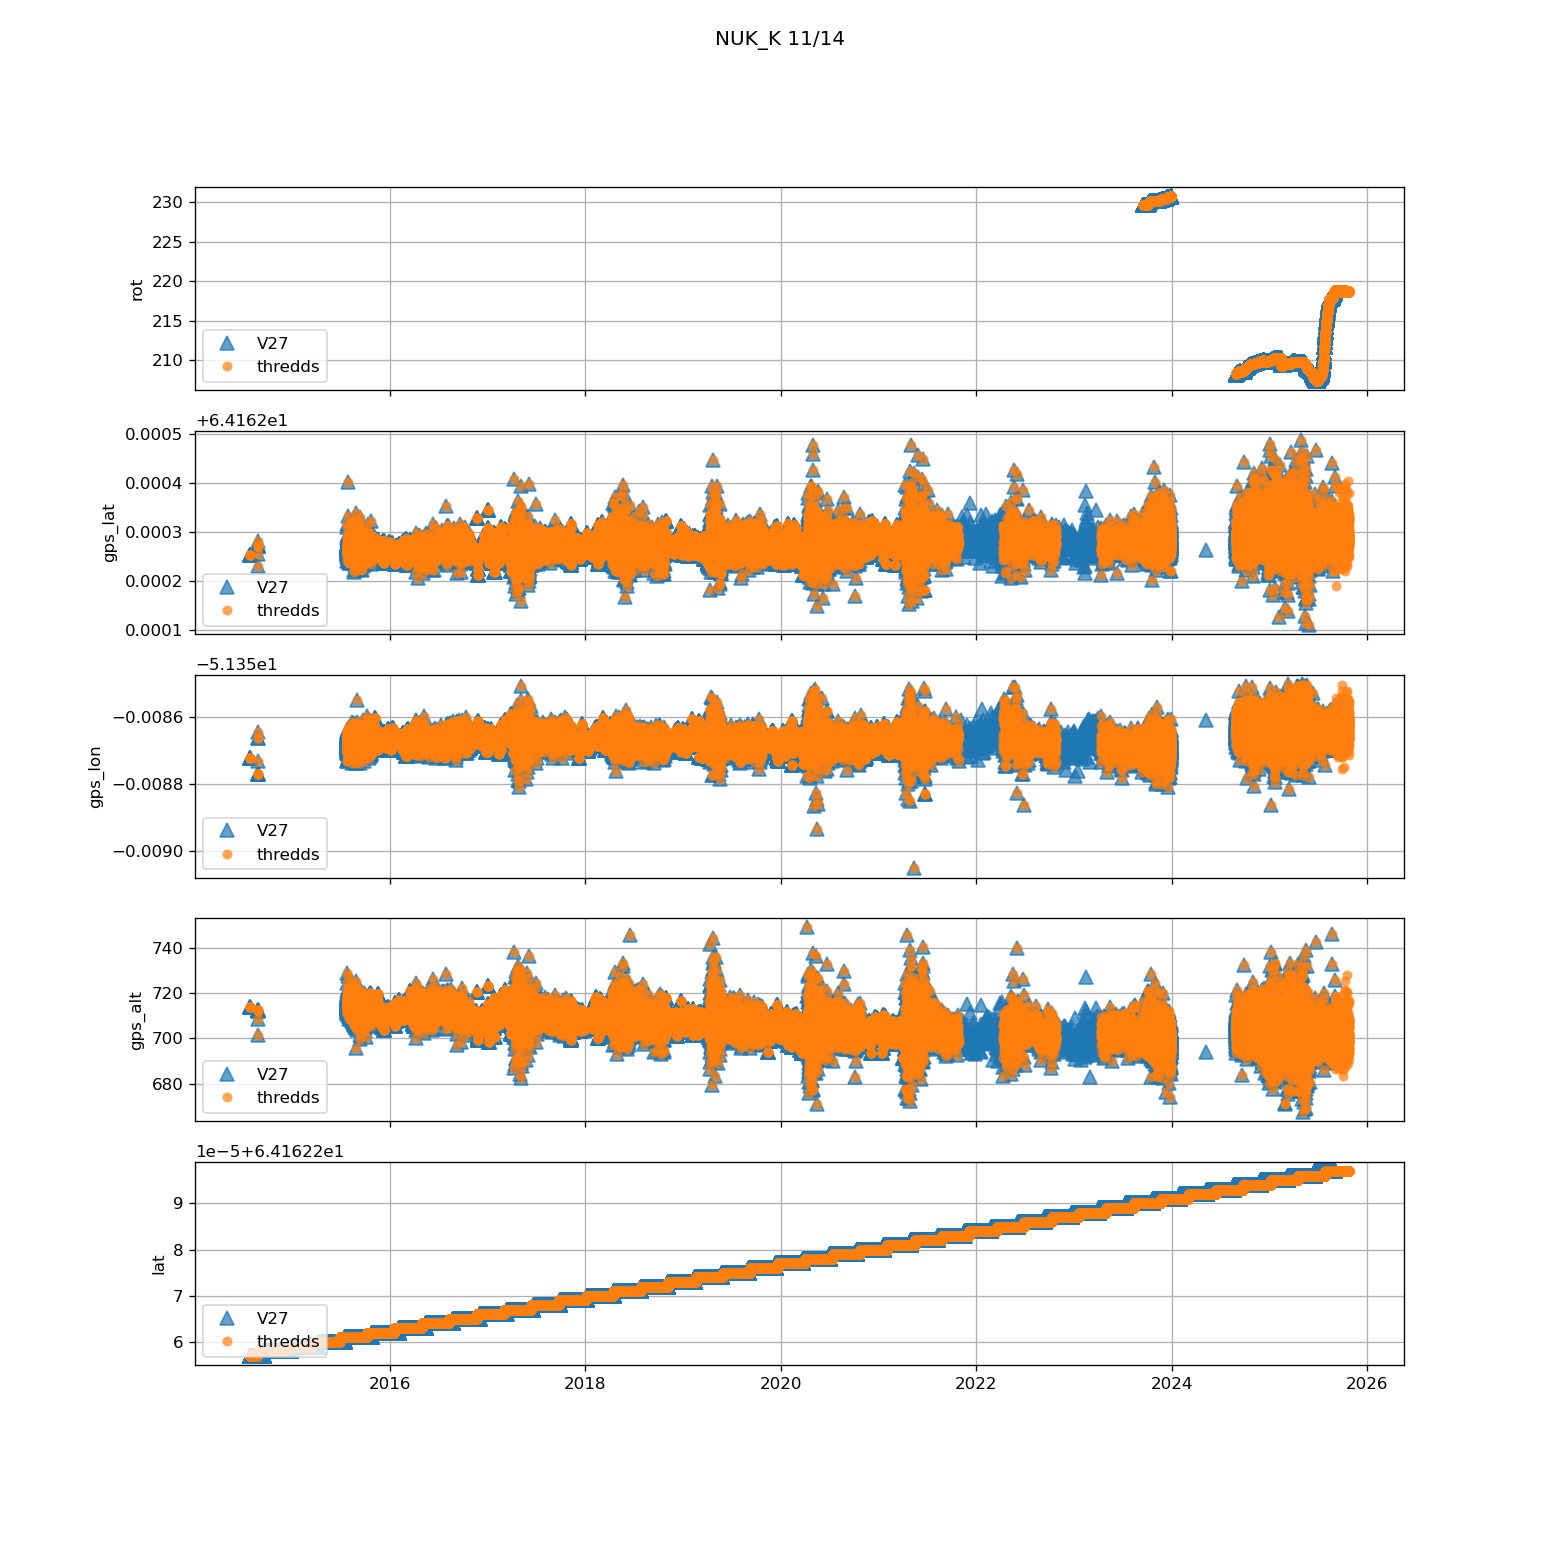 NUK_K 11/14
230
225
220
215
210
rot
V27
thredds
+6.4162e1
0.0005
0.0004
0.0003
0.0002
0.0001
gps_lat
V27
thredds
−5.135e1
−0.0086
−0.0088
−0.0090
gps_lon
V27
thredds
740
720
700
680
gps_alt
V27
thredds
1e−5+6.41622e1
9
8
7
6
lat
V27
thredds
2016 2018 2020 2022 2024 2026